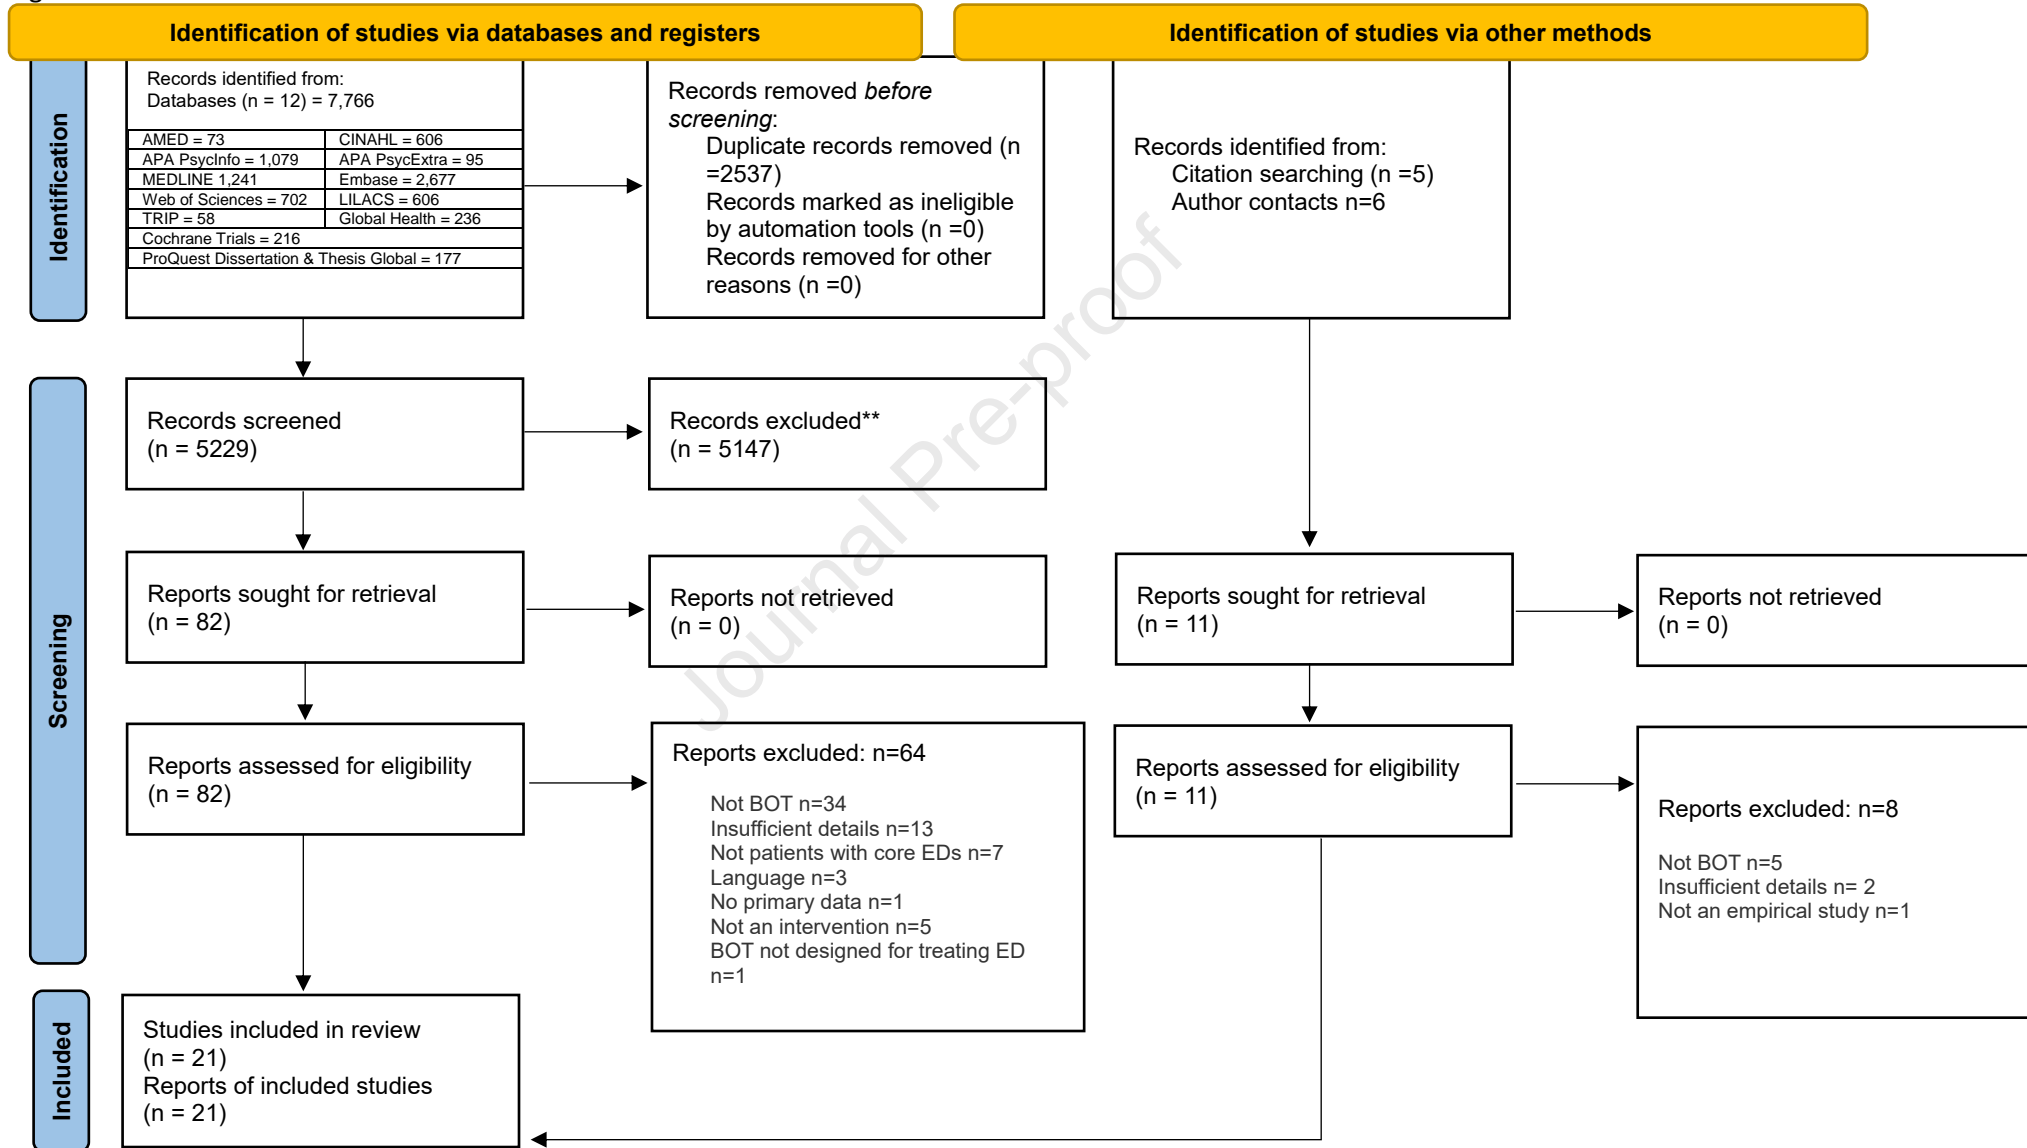 Identification of studies via databases and registers
Identification of studies via other methods
Identification
Records identified from:
Databases (n = 12) = 7,766
AMED = 73
CINAHL = 606
APA PsycInfo = 1,079
APA PsycExtra = 95
MEDLINE 1,241
Embase = 2,677
Web of Sciences = 702
LILACS = 606
TRIP = 58
Global Health = 236
Cochrane Trials = 216
ProQuest Dissertation & Thesis Global = 177
Records removed before
screening:
Duplicate records removed (n
=2537)
Records marked as ineligible
by automation tools (n =0)
Records removed for other
reasons (n =0)
Records identified from:
Citation searching (n =5)
Author contacts n=6
Screening
Records screened
(n = 5229)
Records excluded**
(n = 5147)
Reports sought for retrieval
(n = 82)
Reports not retrieved
(n = 0)
Reports sought for retrieval
(n = 11)
Reports not retrieved
(n = 0)
Reports assessed for eligibility
(n = 82)
Reports excluded: n=64
Not BOT n=34
Insufficient details n=13
Not patients with core EDs n=7
Language n=3
No primary data n=1
Not an intervention n=5
BOT not designed for treating ED
n=1
Reports assessed for eligibility
(n = 11)
Reports excluded: n=8
Not BOT n=5
Insufficient details n= 2
Not an empirical study n=1
Included
Studies included in review
(n = 21)
Reports of included studies
(n = 21)
Journal Pre-proof